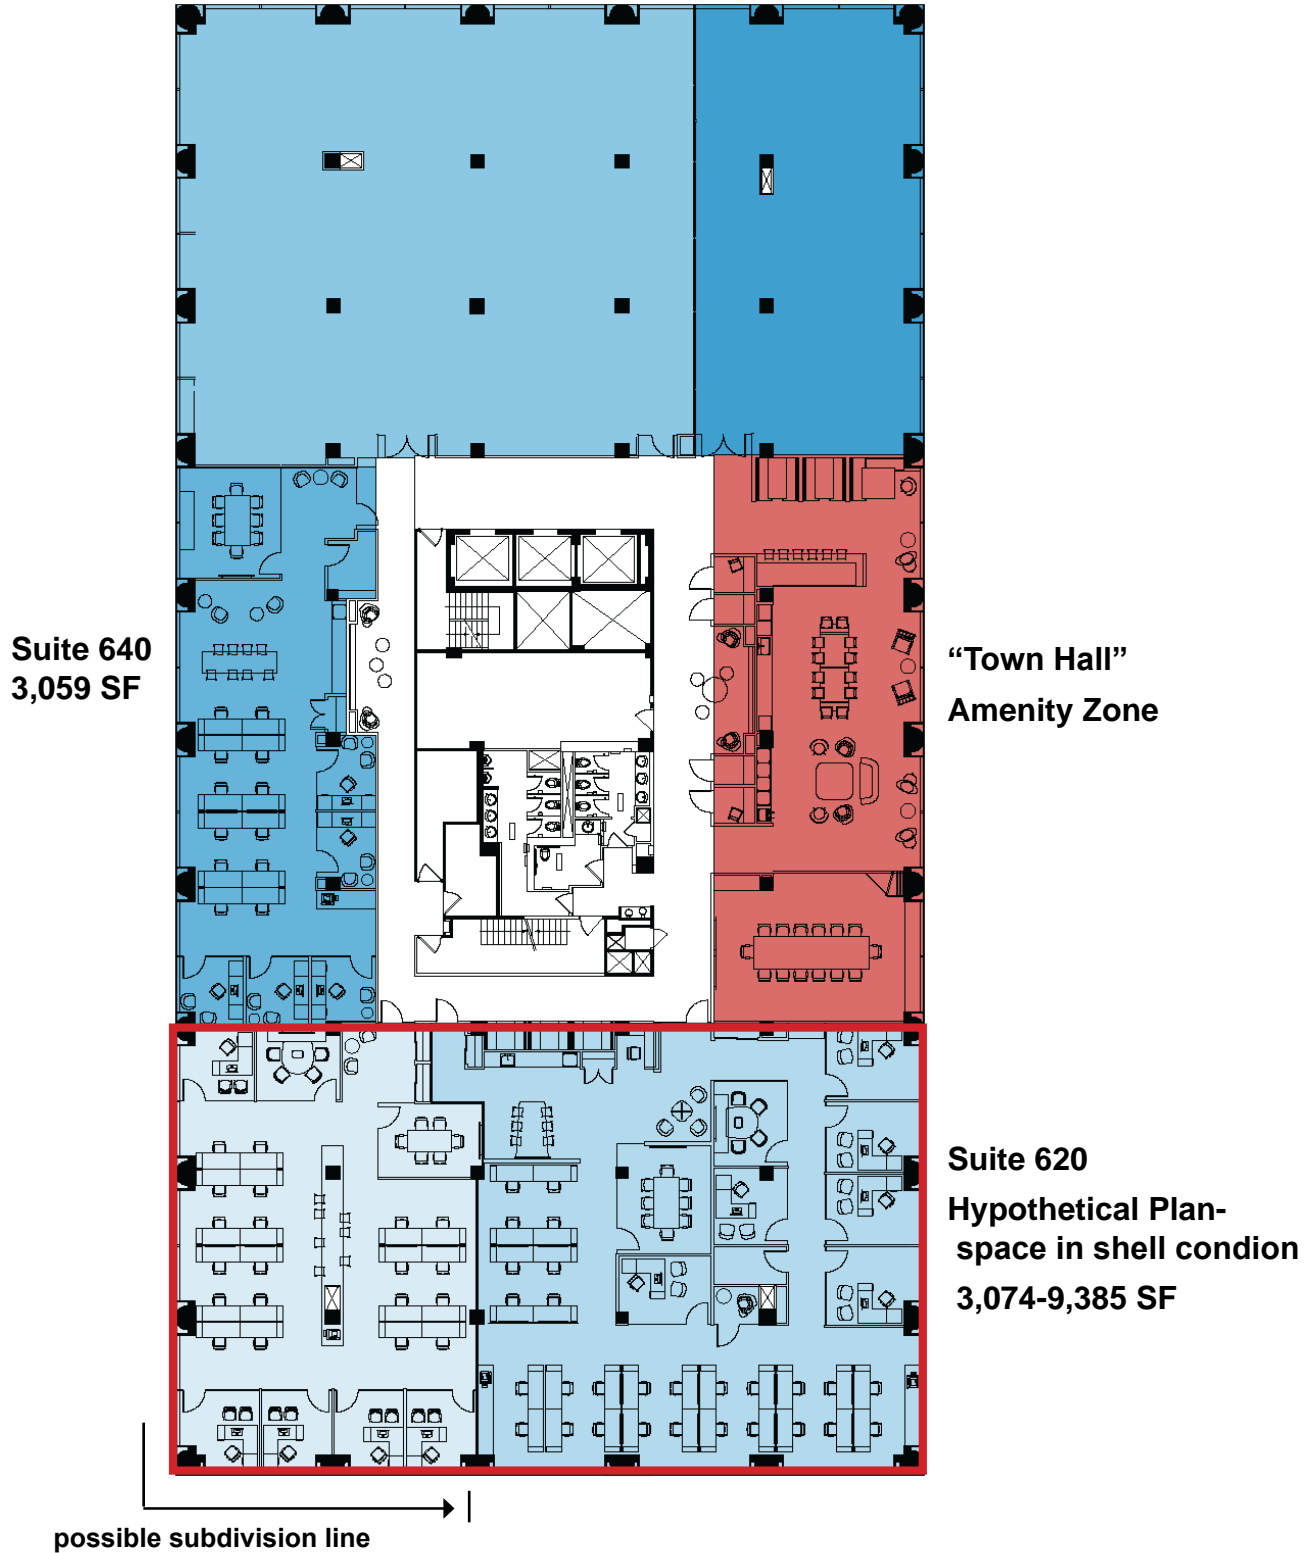 Suite 640
3,059 SF
“Town Hall”
Amenity Zone
Suite 620
Hypothetical Plan-
space in shell condion
3,074-9,385 SF
possible subdivision line